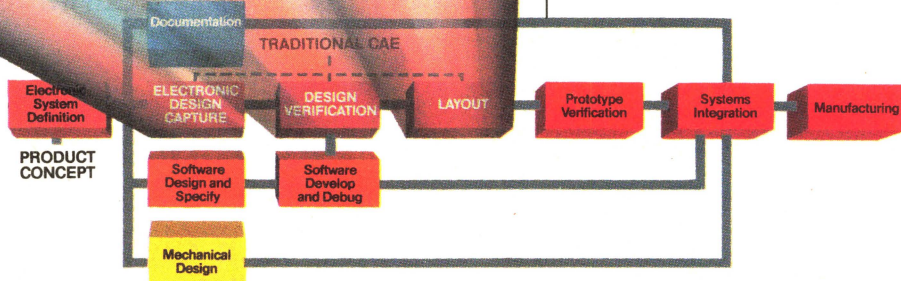 Documentation
TRADITIONAL CAE
Electronic
System
Definition
PRODUCT
CONCEPT
ELECTRONIC
DESIGN
CAPTURE
DESIGN
VERIFICATION
LAYOUT
Prototype
Verification
Systems
Integration
Manufacturing
Software
Design and
Specify
Software
Develop
and Debug
Mechanical
Design